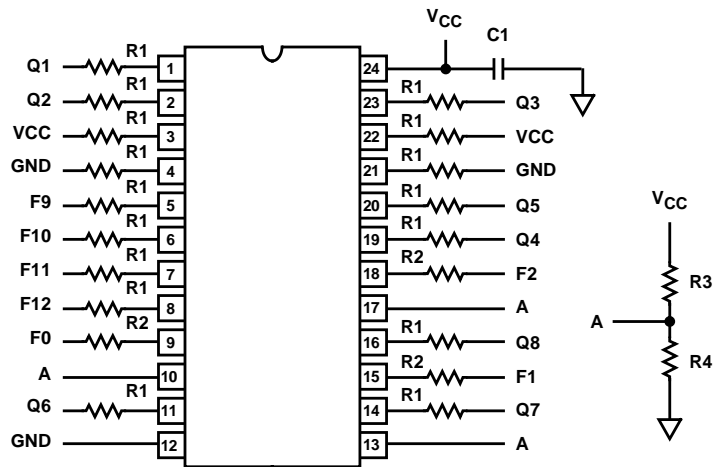 VCC C1
Q1 R1 1 24
Q2 R1 2 23 R1 Q3
VCC R1 3 22 R1 VCC
GND R1 4 21 R1 GND
F9 R1 5 20 R1 Q5
F10 R1 6 19 R1 Q4
F11 R1 7 18 R2 F2
F12 R1 8 17 A
F0 R2 9 16 R1 Q8
A 10 15 R2 F1
Q6 R1 11 14 R1 Q7
GND 12 13 A
VCC
R3
A
R4